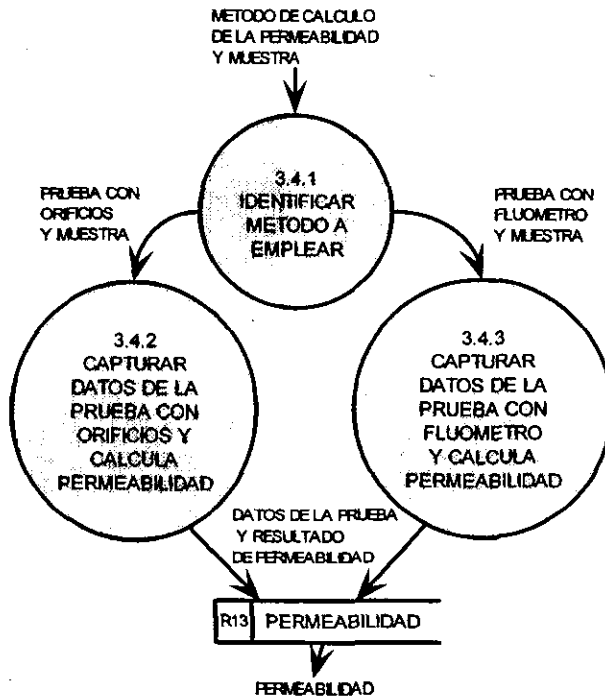 METODO DE CALCULO
DE LA PERMEABILIDAD
Y MUESTRA
3.4.1
IDENTIFICAR
METODO A
EMPLEAR
PRUEBA CON
ORIFICIOS
Y MUESTRA
PRUEBA CON
FLUOMETRO
Y MUESTRA
3.4.2
CAPTURAR
DATOS DE LA
PRUEBA CON
ORIFICIOS Y
CALCULA
PERMEABILIDAD
3.4.3
CAPTURAR
DATOS DE LA
PRUEBA CON
FLUOMETRO
Y CALCULA
PERMEABILIDAD
DATOS DE LA PRUEBA
Y RESULTADO
DE PERMEABILIDAD
R13 PERMEABILIDAD
PERMEABILIDAD